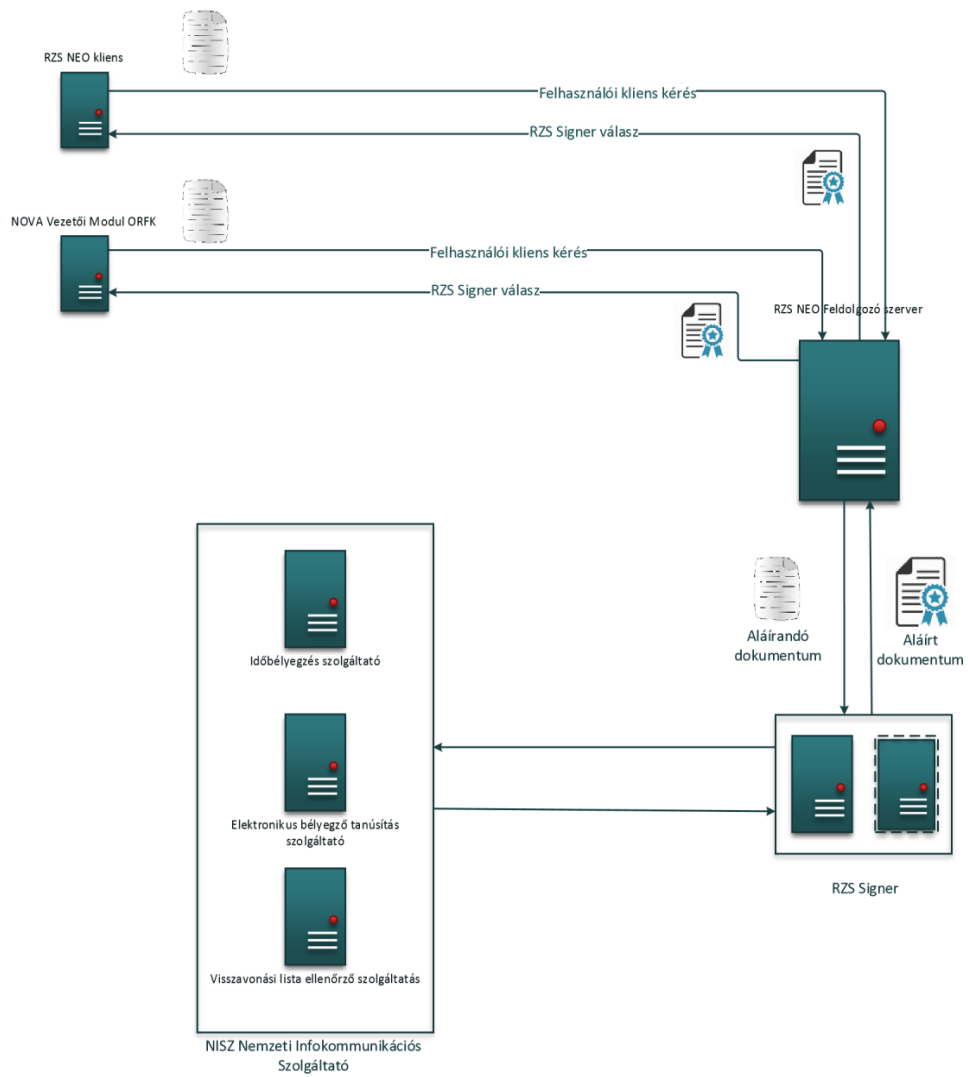 RZS NEO kliens
Felhasználói kliens kérés
RZS Signer válasz
NOVA Vezetői Modul ORFK
Felhasználói kliens kérés
RZS Signer válasz
RZS NEO Feldolgozó szerver
Aláírandó
dokumentum
Aláírt
dokumentum
Időbélyegzés szolgáltató
Elektronikus bélyegző tanúsítás
szolgáltató
Visszavonási lista ellenőrző szolgáltatás
RZS Signer
NISZ Nemzeti Infokommunikációs
Szolgáltató